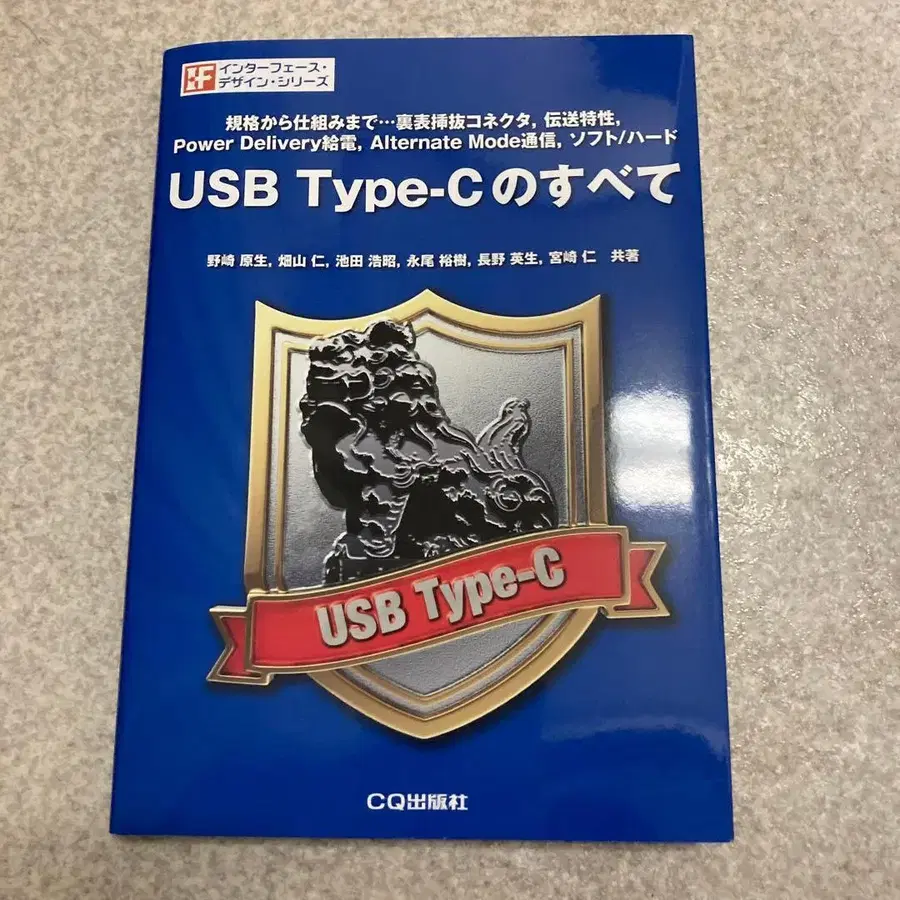 IF インターフェース・
デザイン・シリーズ
規格から仕組みまで…裏表挿抜コネクタ, 伝送特性,
Power Delivery給電, Alternate Mode通信, ソフト/ハード
USB Type-Cのすべて
野崎 原生, 畑山 仁, 池田 浩昭, 永尾 裕樹, 長野 英生, 宮崎 仁 共著
USB Type-C
CQ出版社